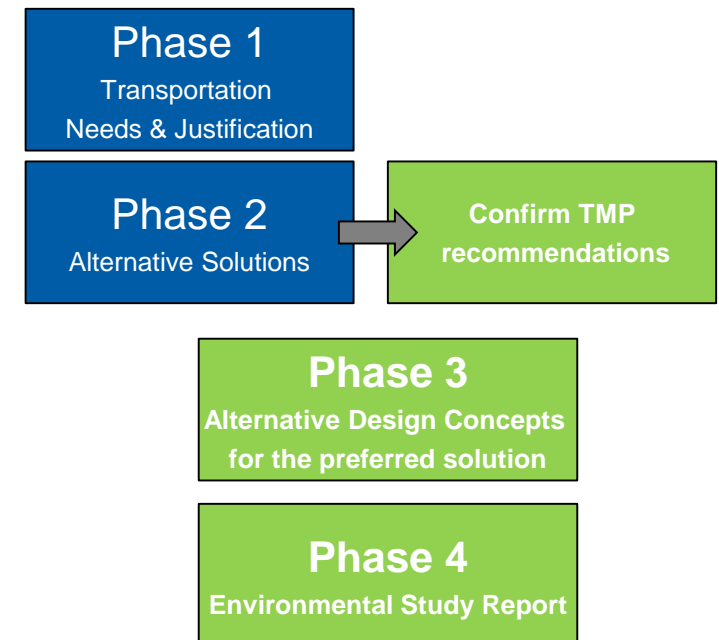 Phase 1
Transportation
Needs & Justification
Phase 2
Alternative Solutions
Confirm TMP
recommendations
Phase 3
Alternative Design Concepts
for the preferred solution
Phase 4
Environmental Study Report